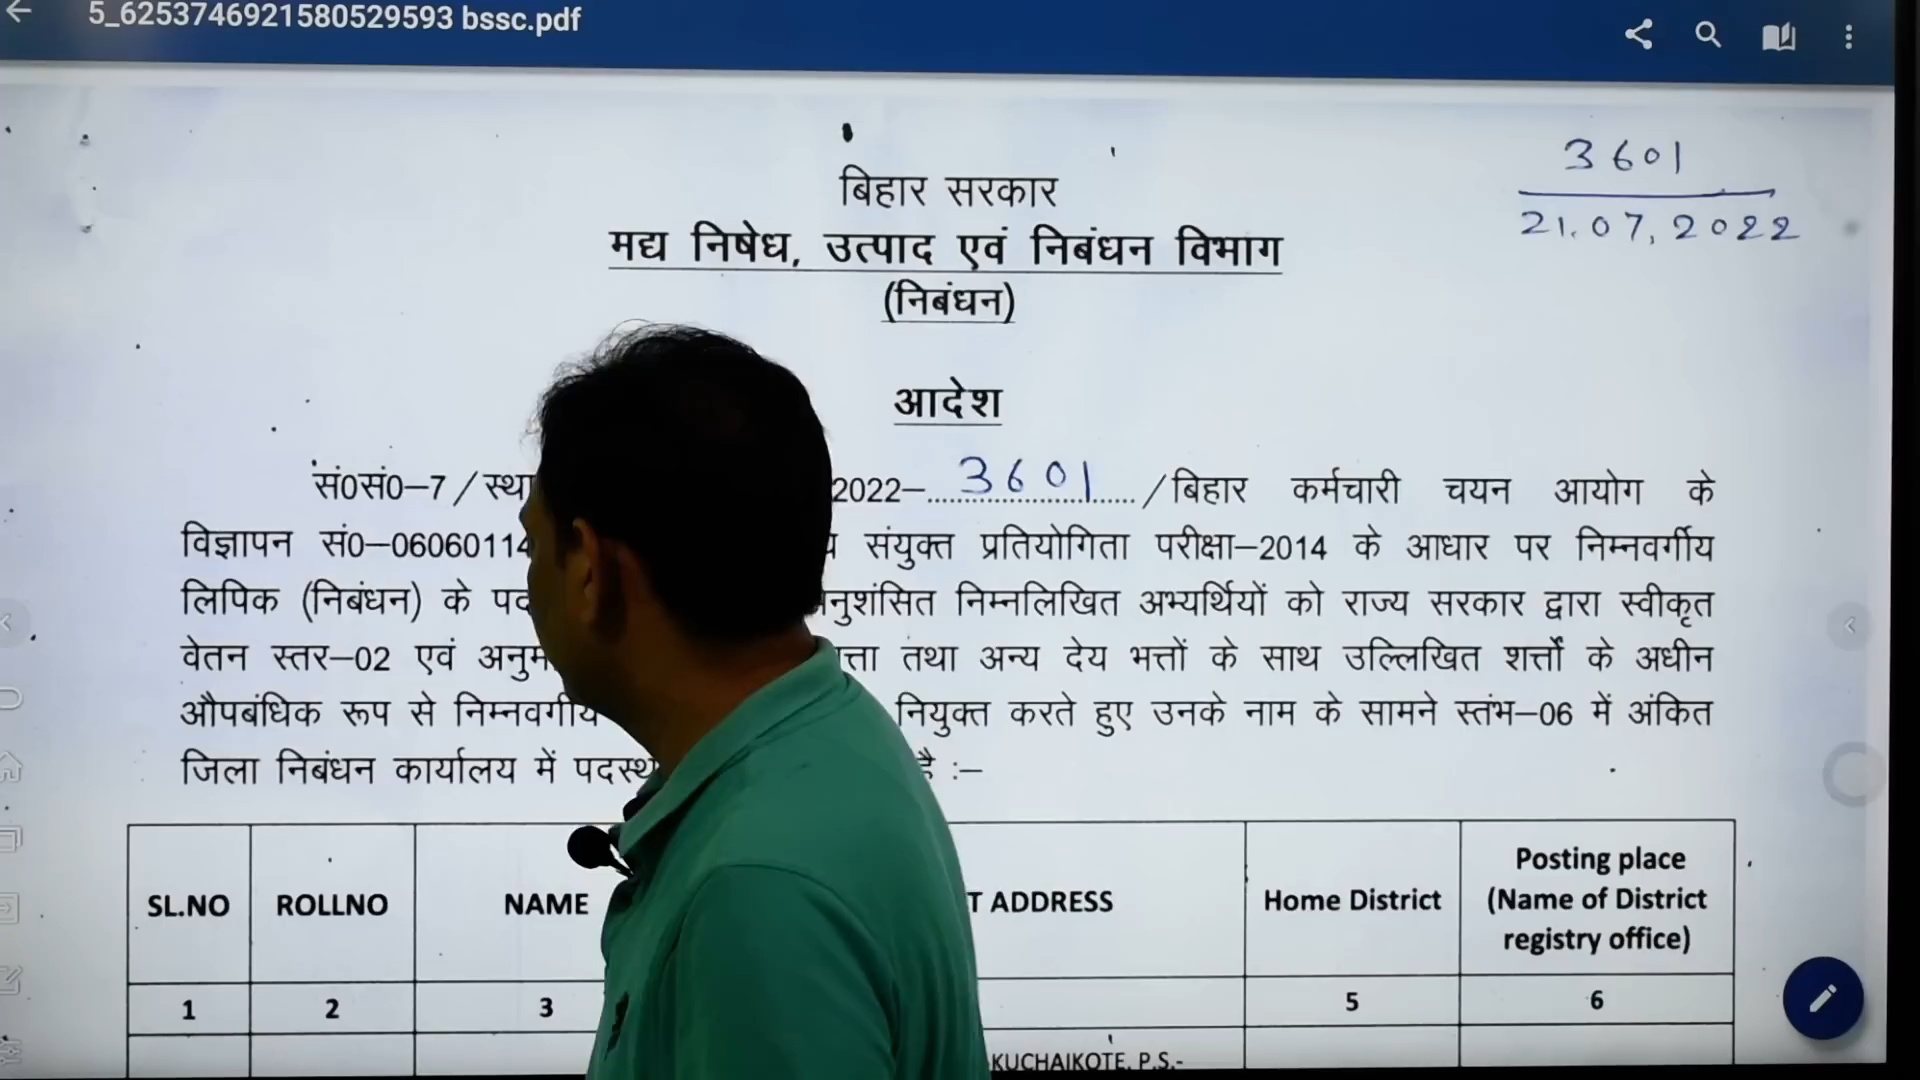 5_6253746921580529593 bssc.pdf
3601
21.07.2022
बिहार सरकार
मद्य निषेध, उत्पाद एवं निबंधन विभाग
(निबंधन)
आदेश
सं0सं0–7 / 2022– 3601 / बिहार कर्मचारी चयन आयोग के
विज्ञापन सं0–06060114 संयुक्त प्रतियोगिता परीक्षा–2014 के आधार पर निम्नवर्गीय
लिपिक (निबंधन) के अनुशंसित निम्नलिखित अभ्यर्थियों को राज्य सरकार द्वारा स्वीकृत
वेतन स्तर–02 एवं तथा अन्य देय भत्तों के साथ उल्लिखित शर्त्तों के अधीन
औपबंधिक रूप से निम्नवर्गीय नियुक्त करते हुए उनके नाम के सामने स्तंभ–06 में अंकित
जिला निबंधन कार्यालय में है :–
SL.NO ROLLNO NAME ADDRESS Home District Posting place (Name of District registry office)
1 2 3 5 6
KUCHAIKOTE, P.S.-